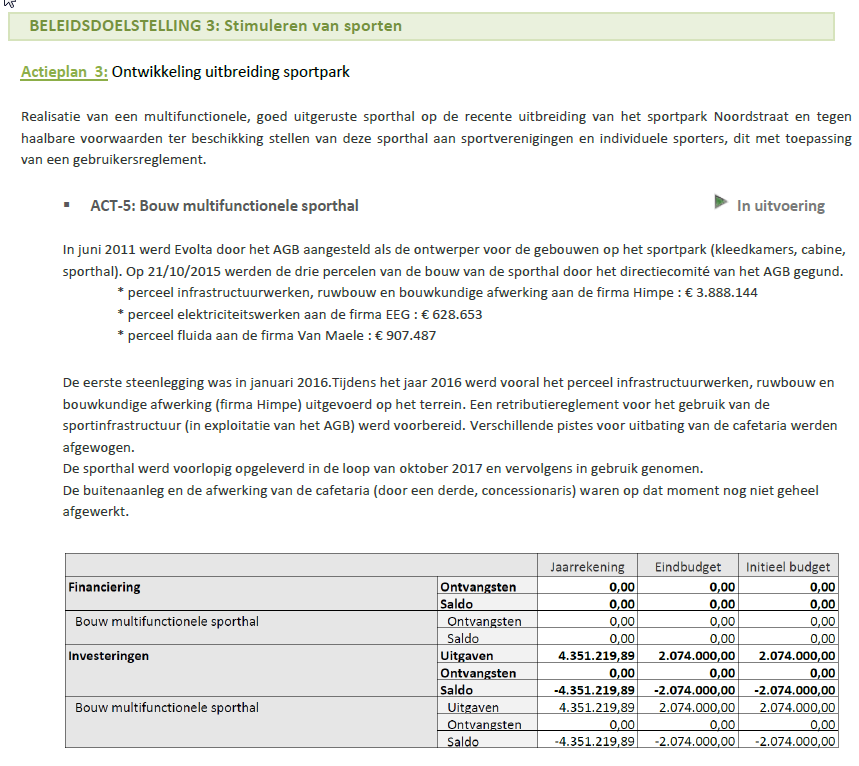 BELEIDSDOELSTELLING 3: Stimuleren van sporten
Actieplan 3: Ontwikkeling uitbreiding sportpark
Realisatie van een multifunctionele, goed uitgeruste sporthal op de recente uitbreiding van het sportpark Noordstraat en tegen
haalbare voorwaarden ter beschikking stellen van deze sporthal aan sportverenigingen en individuele sporters, dit met toepassing
van een gebruikersreglement.
▪ ACT-5: Bouw multifunctionele sporthal In uitvoering
In juni 2011 werd Evolta door het AGB aangesteld als de ontwerper voor de gebouwen op het sportpark (kleedkamers, cabine,
sporthal). Op 21/10/2015 werden de drie percelen van de bouw van de sporthal door het directiecomité van het AGB gegund.
* perceel infrastructuurwerken, ruwbouw en bouwkundige afwerking aan de firma Himpe : € 3.888.144
* perceel elektriciteitswerken aan de firma EEG : € 628.653
* perceel fluida aan de firma Van Maele : € 907.487
De eerste steenlegging was in januari 2016.Tijdens het jaar 2016 werd vooral het perceel infrastructuurwerken, ruwbouw en
bouwkundige afwerking (firma Himpe) uitgevoerd op het terrein. Een retributiereglement voor het gebruik van de
sportinfrastructuur (in exploitatie van het AGB) werd voorbereid. Verschillende pistes voor uitbating van de cafetaria werden
afgewogen.
De sporthal werd voorlopig opgeleverd in de loop van oktober 2017 en vervolgens in gebruik genomen.
De buitenaanleg en de afwerking van de cafetaria (door een derde, concessionaris) waren op dat moment nog niet geheel
afgewerkt.
Jaarrekening Eindbudget Initieel budget
Financiering Ontvangsten 0,00 0,00 0,00
Saldo 0,00 0,00 0,00
Bouw multifunctionele sporthal Ontvangsten 0,00 0,00 0,00
Saldo 0,00 0,00 0,00
Investeringen Uitgaven 4.351.219,89 2.074.000,00 2.074.000,00
Ontvangsten 0,00 0,00 0,00
Saldo -4.351.219,89 -2.074.000,00 -2.074.000,00
Bouw multifunctionele sporthal Uitgaven 4.351.219,89 2.074.000,00 2.074.000,00
Ontvangsten 0,00 0,00 0,00
Saldo -4.351.219,89 -2.074.000,00 -2.074.000,00